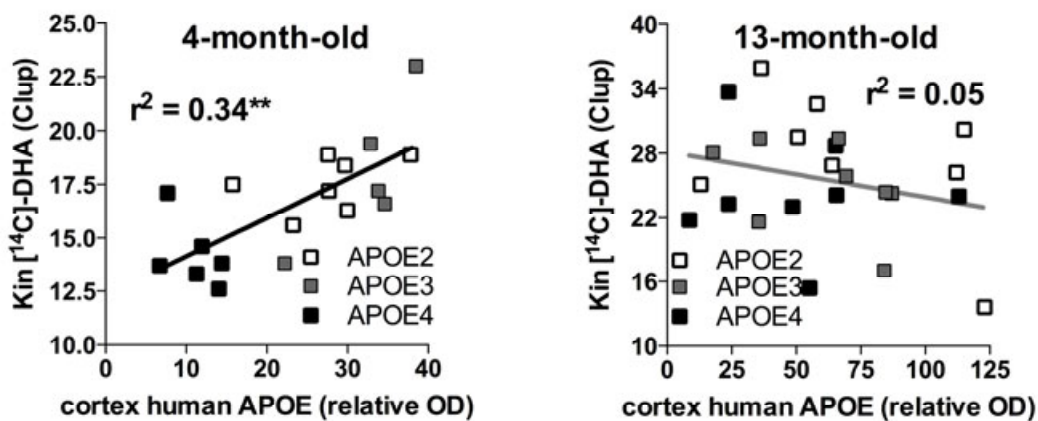 4-month-old
r² = 0.34**
Kin [¹⁴C]-DHA (Clup)
25.0
22.5
20.0
17.5
15.0
12.5
10.0
APOE2
APOE3
APOE4
0 10 20 30 40
cortex human APOE (relative OD)
13-month-old
r² = 0.05
Kin [¹⁴C]-DHA (Clup)
40
34
28
22
16
10
APOE2
APOE3
APOE4
0 25 50 75 100 125
cortex human APOE (relative OD)